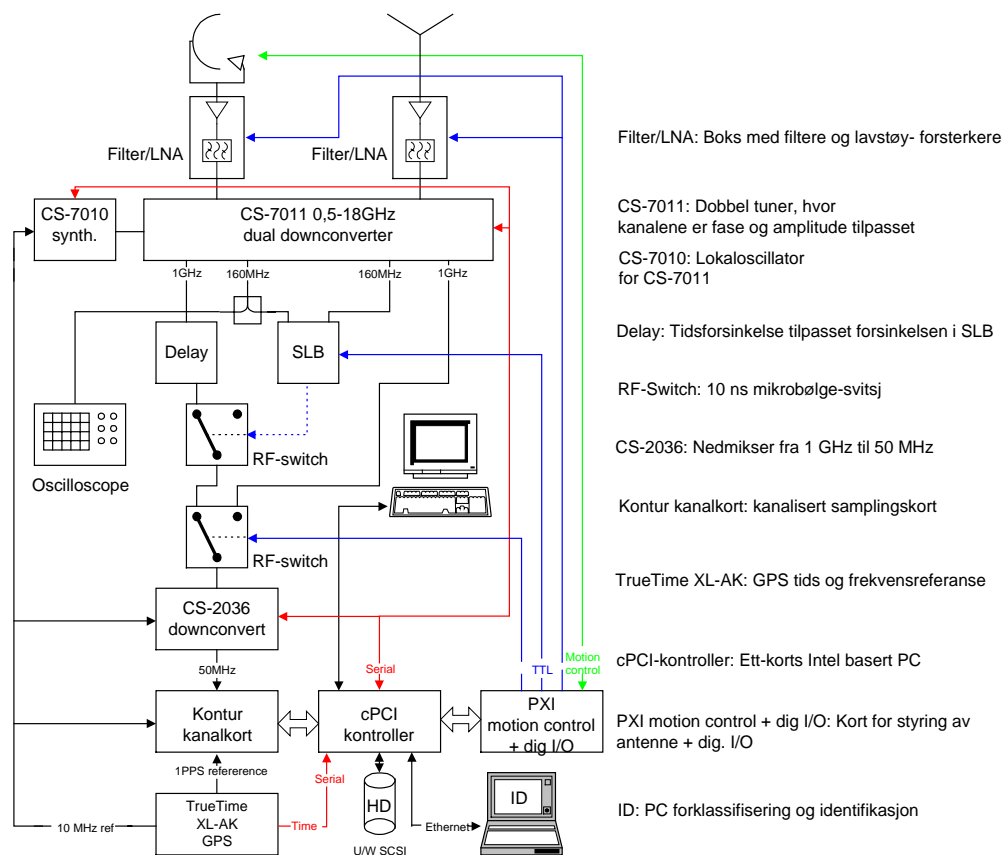 Filter/LNA
Filter/LNA
Filter/LNA: Boks med filtere og lavstøy- forsterkere
CS-7010
synth.
CS-7011 0,5-18GHz
dual downconverter
CS-7011: Dobbel tuner, hvor
kanalene er fase og amplitude tilpasset
CS-7010: Lokaloscillator
for CS-7011
1GHz
160MHz
160MHz
1GHz
Delay
SLB
Delay: Tidsforsinkelse tilpasset forsinkelsen i SLB
RF-Switch: 10 ns mikrobølge-svitsj
Oscilloscope
RF-switch
CS-2036: Nedmikser fra 1 GHz til 50 MHz
Kontur kanalkort: kanalisert samplingskort
RF-switch
TrueTime XL-AK: GPS tids og frekvensreferanse
CS-2036
downconvert
50MHz
Serial
TTL
Motion
control
cPCI-kontroller: Ett-korts Intel basert PC
Kontur
kanalkort
cPCI
kontroller
PXI
motion control
+ dig I/O
PXI motion control + dig I/O: Kort for styring av
antenne + dig. I/O
1PPS refererence
Serial
10 MHz ref
TrueTime
XL-AK
GPS
Time
HD
U/W SCSI
Ethernet
ID
ID: PC forklassifisering og identifikasjon